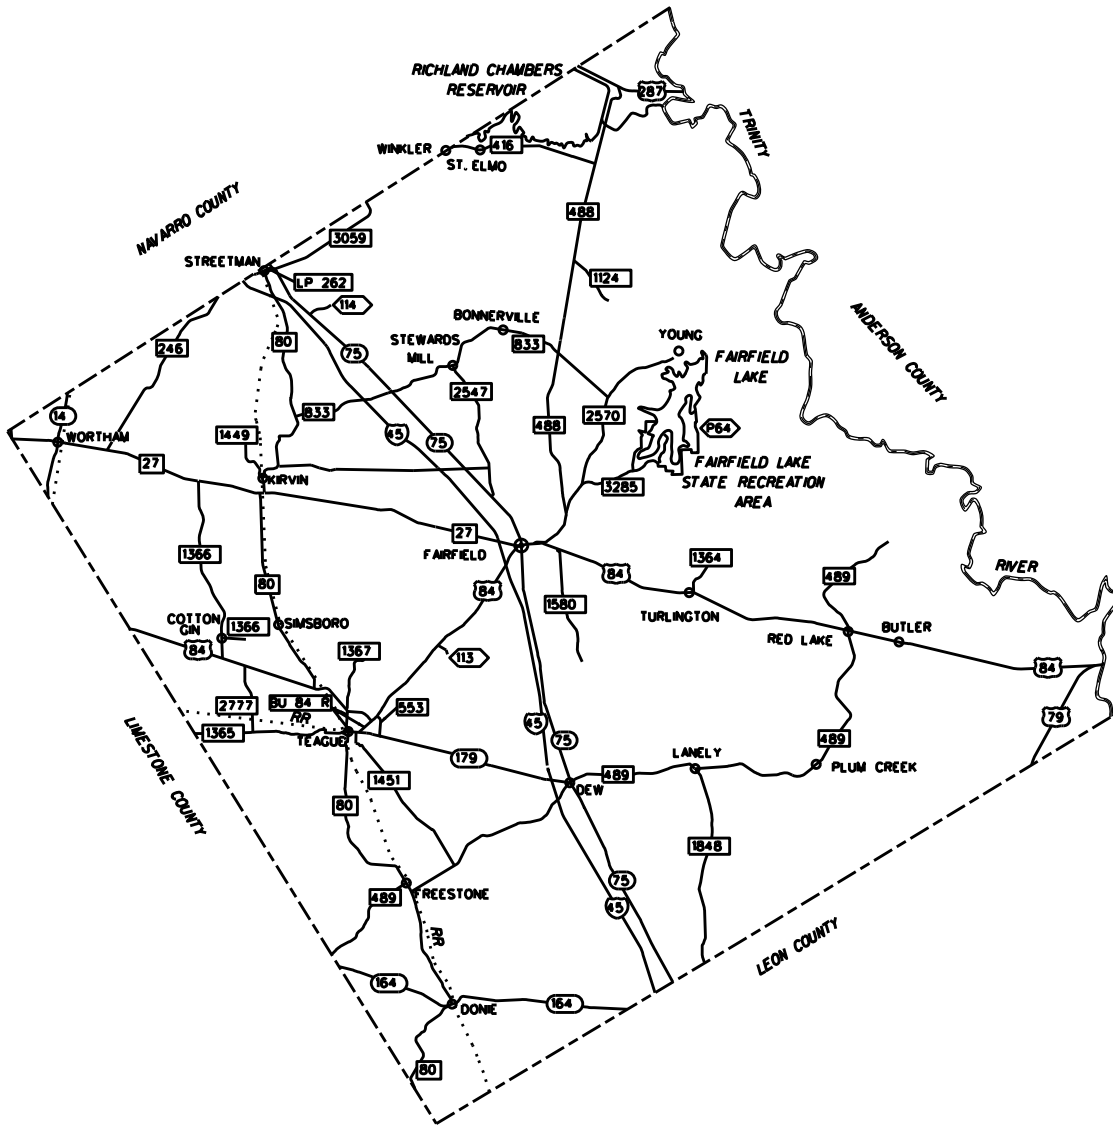 RICHLAND CHAMBERS
RESERVOIR
287
TRINITY
WINKLER
416
ST. ELMO
NAVARRO COUNTY
488
3059
STREETMAN
LP 262
1124
114
BONNERVILLE
ANDERSON COUNTY
YOUNG
STEWARDS
MILL
833
246
80
75
FAIRFIELD
LAKE
2547
14
833
2570
488
P64
WORTHAM
1449
45
75
27
FAIRFIELD LAKE
STATE RECREATION
AREA
KIRVIN
3285
27
FAIRFIELD
1366
1364
RIVER
84
489
80
84
1580
TURLINGTON
COTTON
GIN
1366
SIMSBORO
RED LAKE
BUTLER
84
1367
113
84
2777
BU 84 R
RR
553
79
LIMESTONE COUNTY
1365
TEAGUE
45
75
179
489
LANELY
PLUM CREEK
489
1451
DEW
80
1848
75
489
FREESTONE
45
RR
LEON COUNTY
164
164
DONIE
80